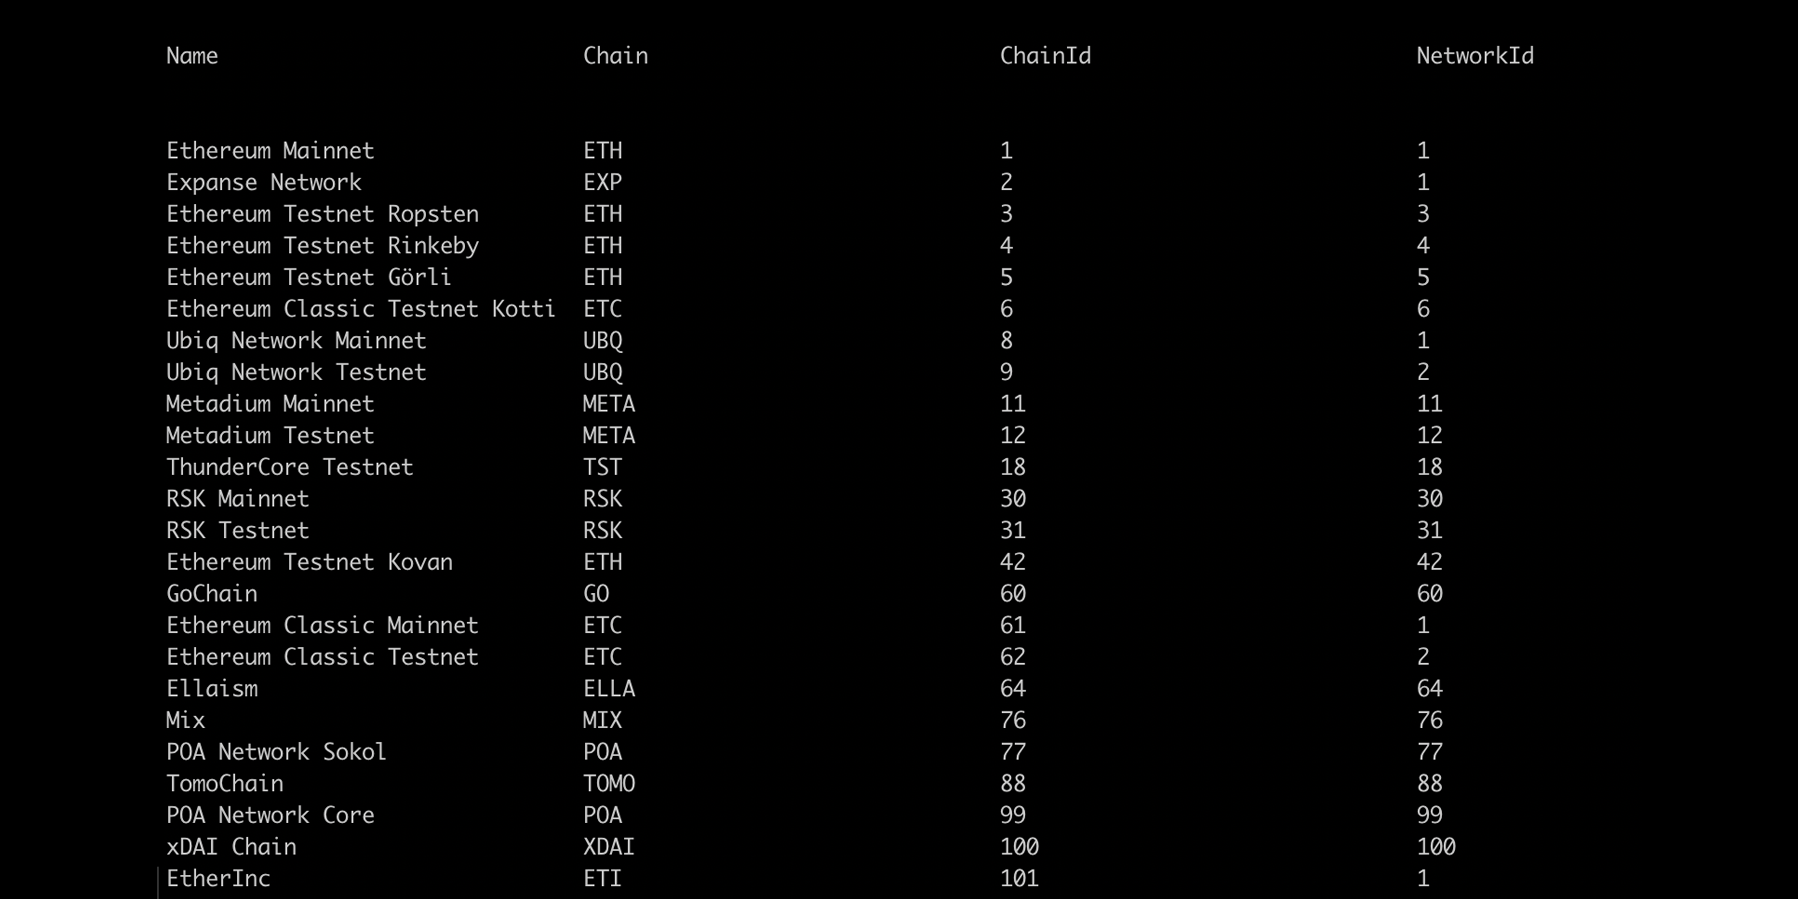 Name Chain ChainId NetworkId
Ethereum Mainnet ETH 1 1
Expanse Network EXP 2 1
Ethereum Testnet Ropsten ETH 3 3
Ethereum Testnet Rinkeby ETH 4 4
Ethereum Testnet Görli ETH 5 5
Ethereum Classic Testnet Kotti ETC 6 6
Ubiq Network Mainnet UBQ 8 1
Ubiq Network Testnet UBQ 9 2
Metadium Mainnet META 11 11
Metadium Testnet META 12 12
ThunderCore Testnet TST 18 18
RSK Mainnet RSK 30 30
RSK Testnet RSK 31 31
Ethereum Testnet Kovan ETH 42 42
GoChain GO 60 60
Ethereum Classic Mainnet ETC 61 1
Ethereum Classic Testnet ETC 62 2
Ellaism ELLA 64 64
Mix MIX 76 76
POA Network Sokol POA 77 77
TomoChain TOMO 88 88
POA Network Core POA 99 99
xDAI Chain XDAI 100 100
EtherInc ETI 101 1